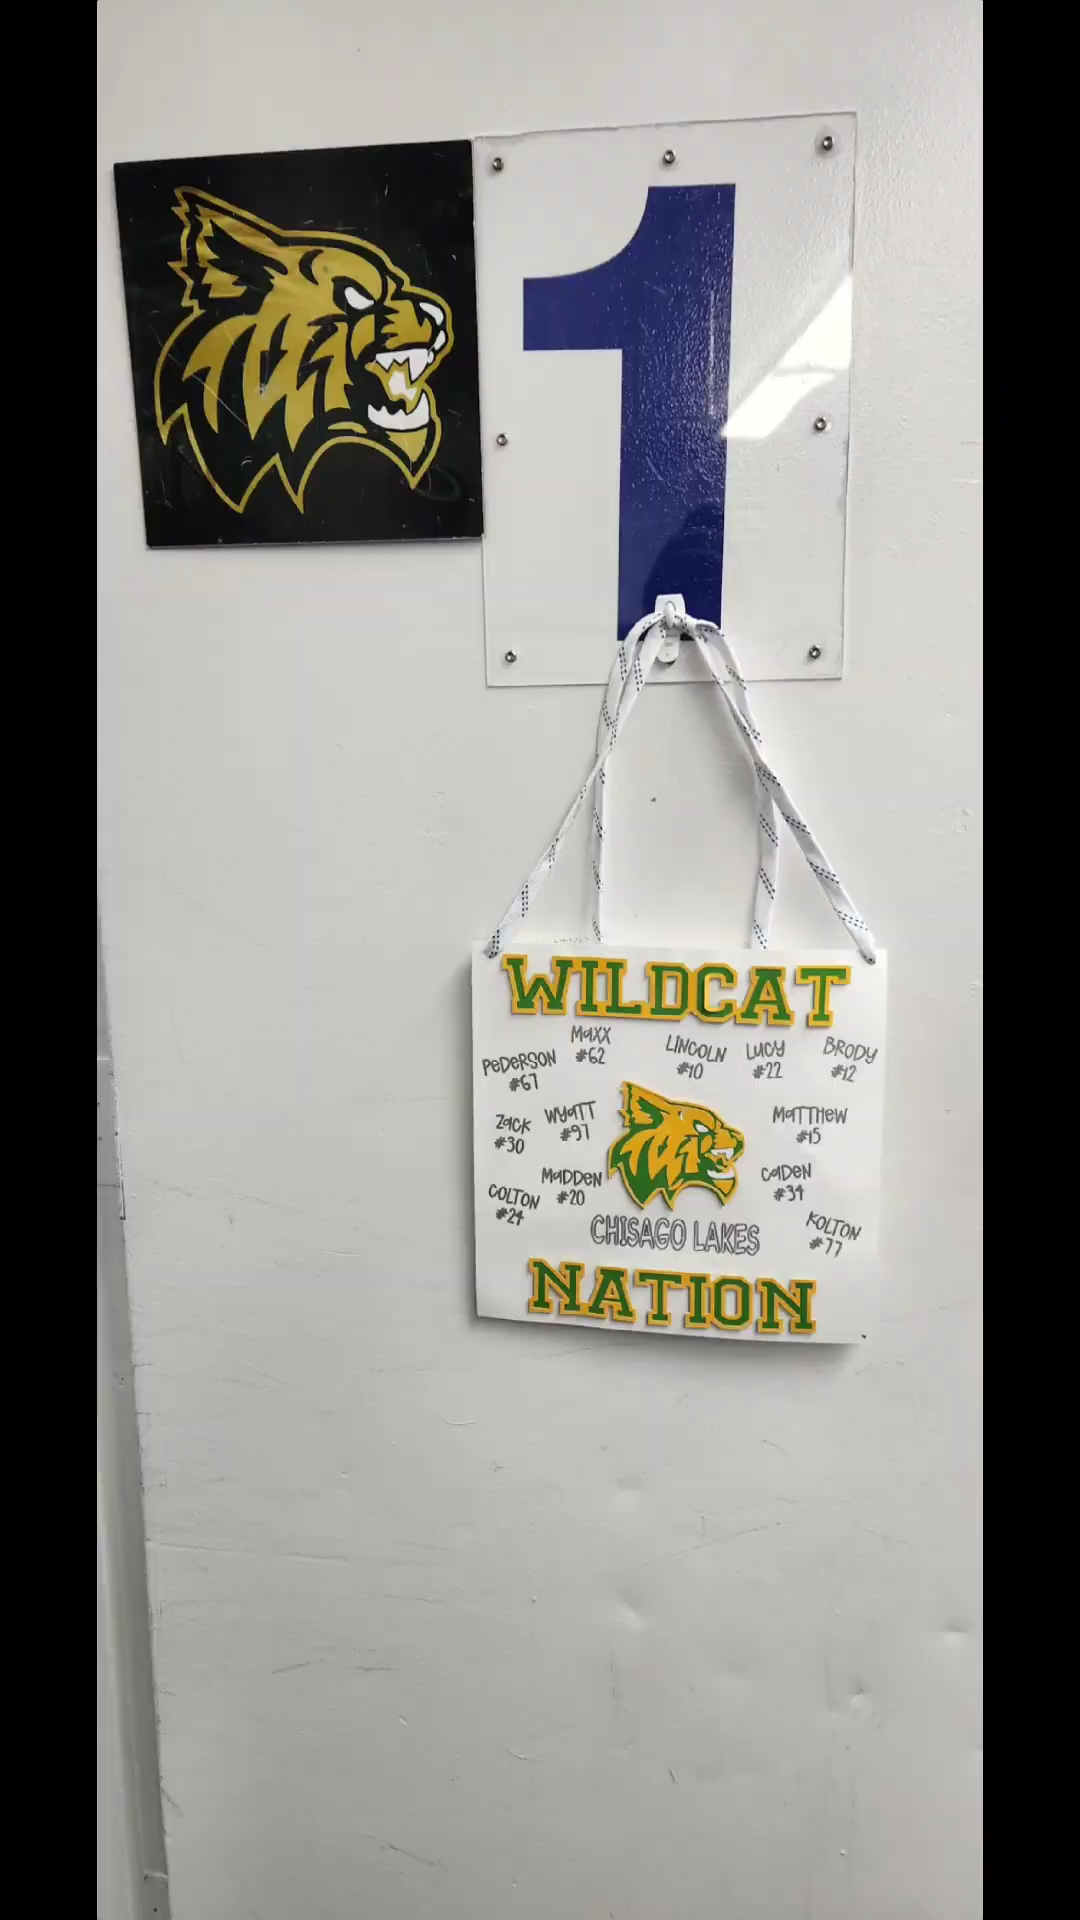 1
WILDCAT
Maxx
#62
PEDERSON
#67
LINCOLN
#10
LUCY
#22
BRODY
#12
Zack
#30
Wyatt
#97
MaTTHeW
#15
MaDDEN
#20
CaDEN
#34
COLTON
#24
KOLTON
#77
CHISAGO LAKES
NATION